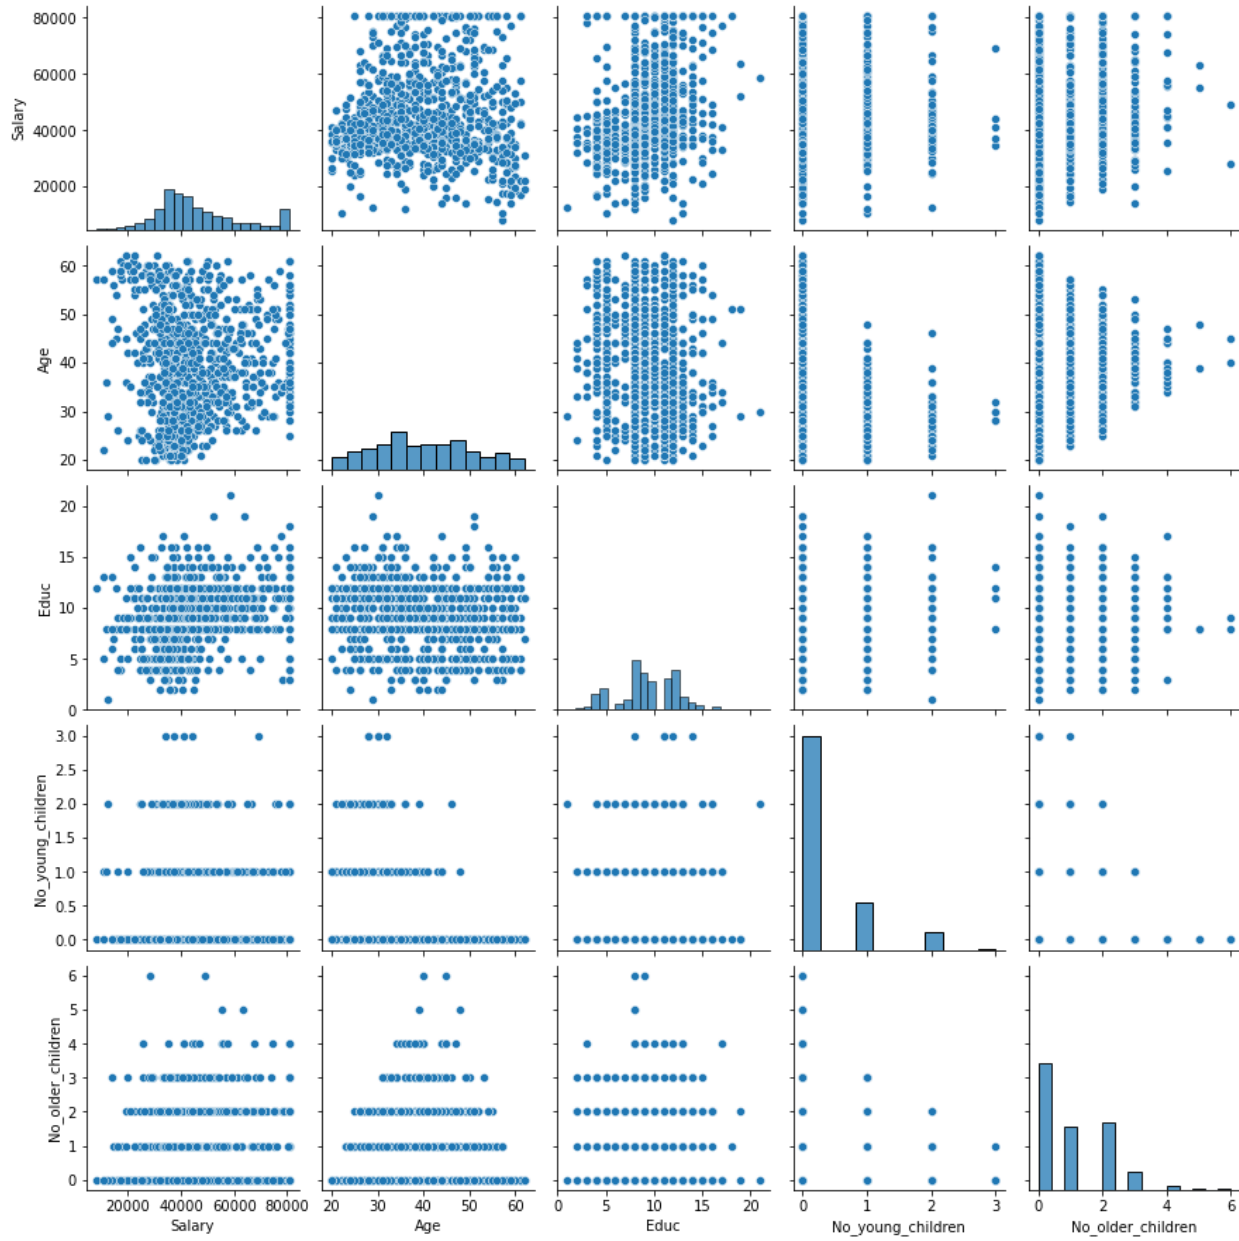 80000
60000
40000
20000
Salary
60
50
40
30
20
Age
20
15
10
5
0
Educ
3.0
2.5
2.0
1.5
1.0
0.5
0.0
No_young_children
6
5
4
3
2
1
0
No_older_children
20000 40000 60000 80000
Salary
20 30 40 50 60
Age
0 5 10 15 20
Educ
0 1 2 3
No_young_children
0 2 4 6
No_older_children